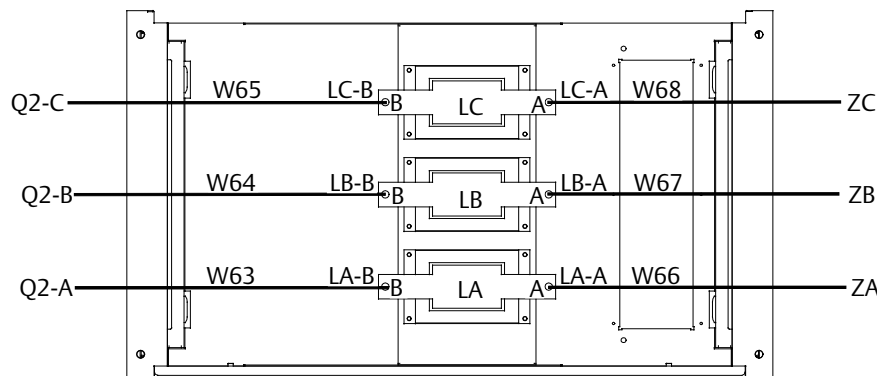 W65 LC-B LC-A W68
Q2-C B LC A ZC
W64 LB-B LB-A W67
Q2-B B LB A ZB
W63 LA-B LA-A W66
Q2-A B LA A ZA